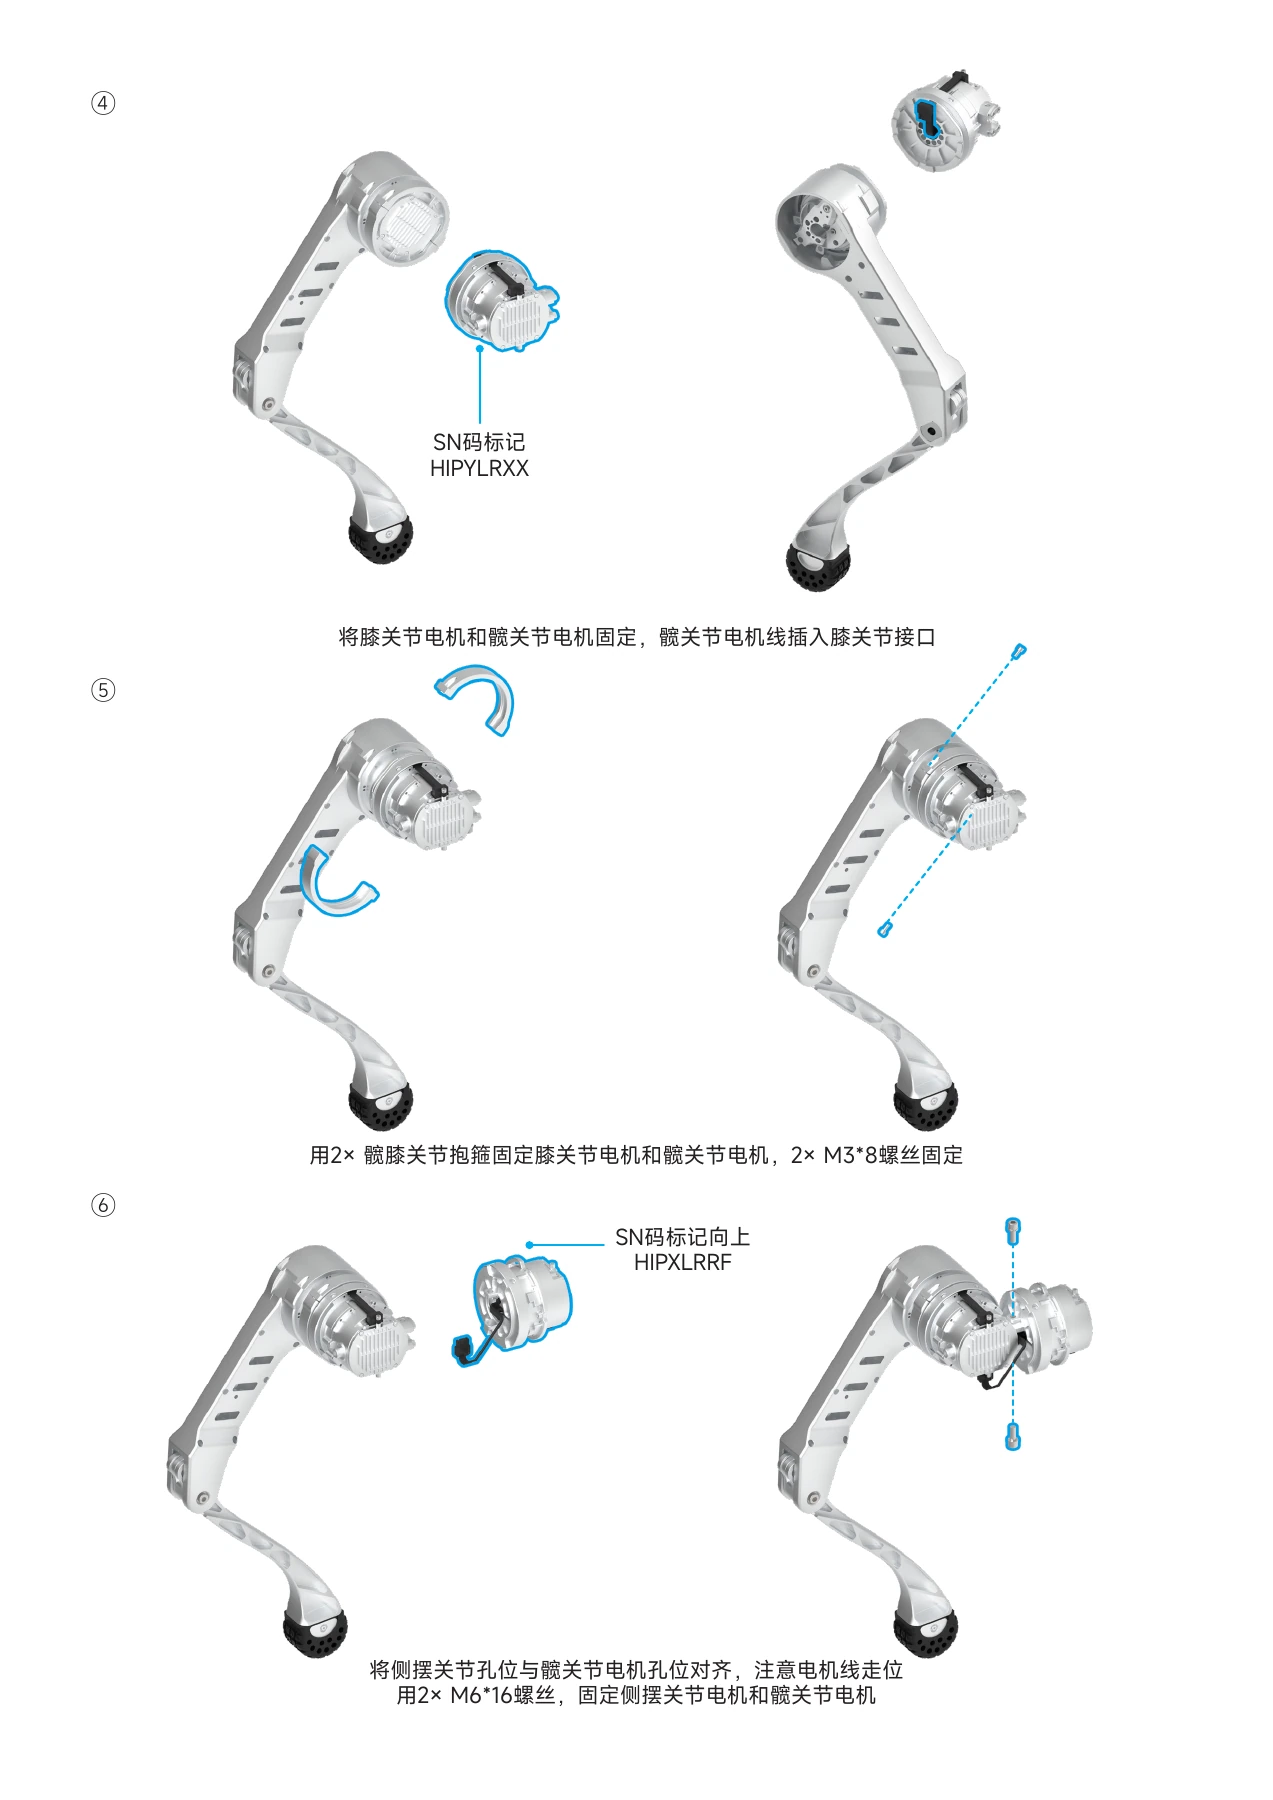 ④
SN码标记
HIPYLRXX
将膝关节电机和髋关节电机固定，髋关节电机线插入膝关节接口
⑤
用2× 髋膝关节抱箍固定膝关节电机和髋关节电机，2× M3*8螺丝固定
⑥
SN码标记向上
HIPXLRRF
将侧摆关节孔位与髋关节电机孔位对齐，注意电机线走位
用2× M6*16螺丝，固定侧摆关节电机和髋关节电机